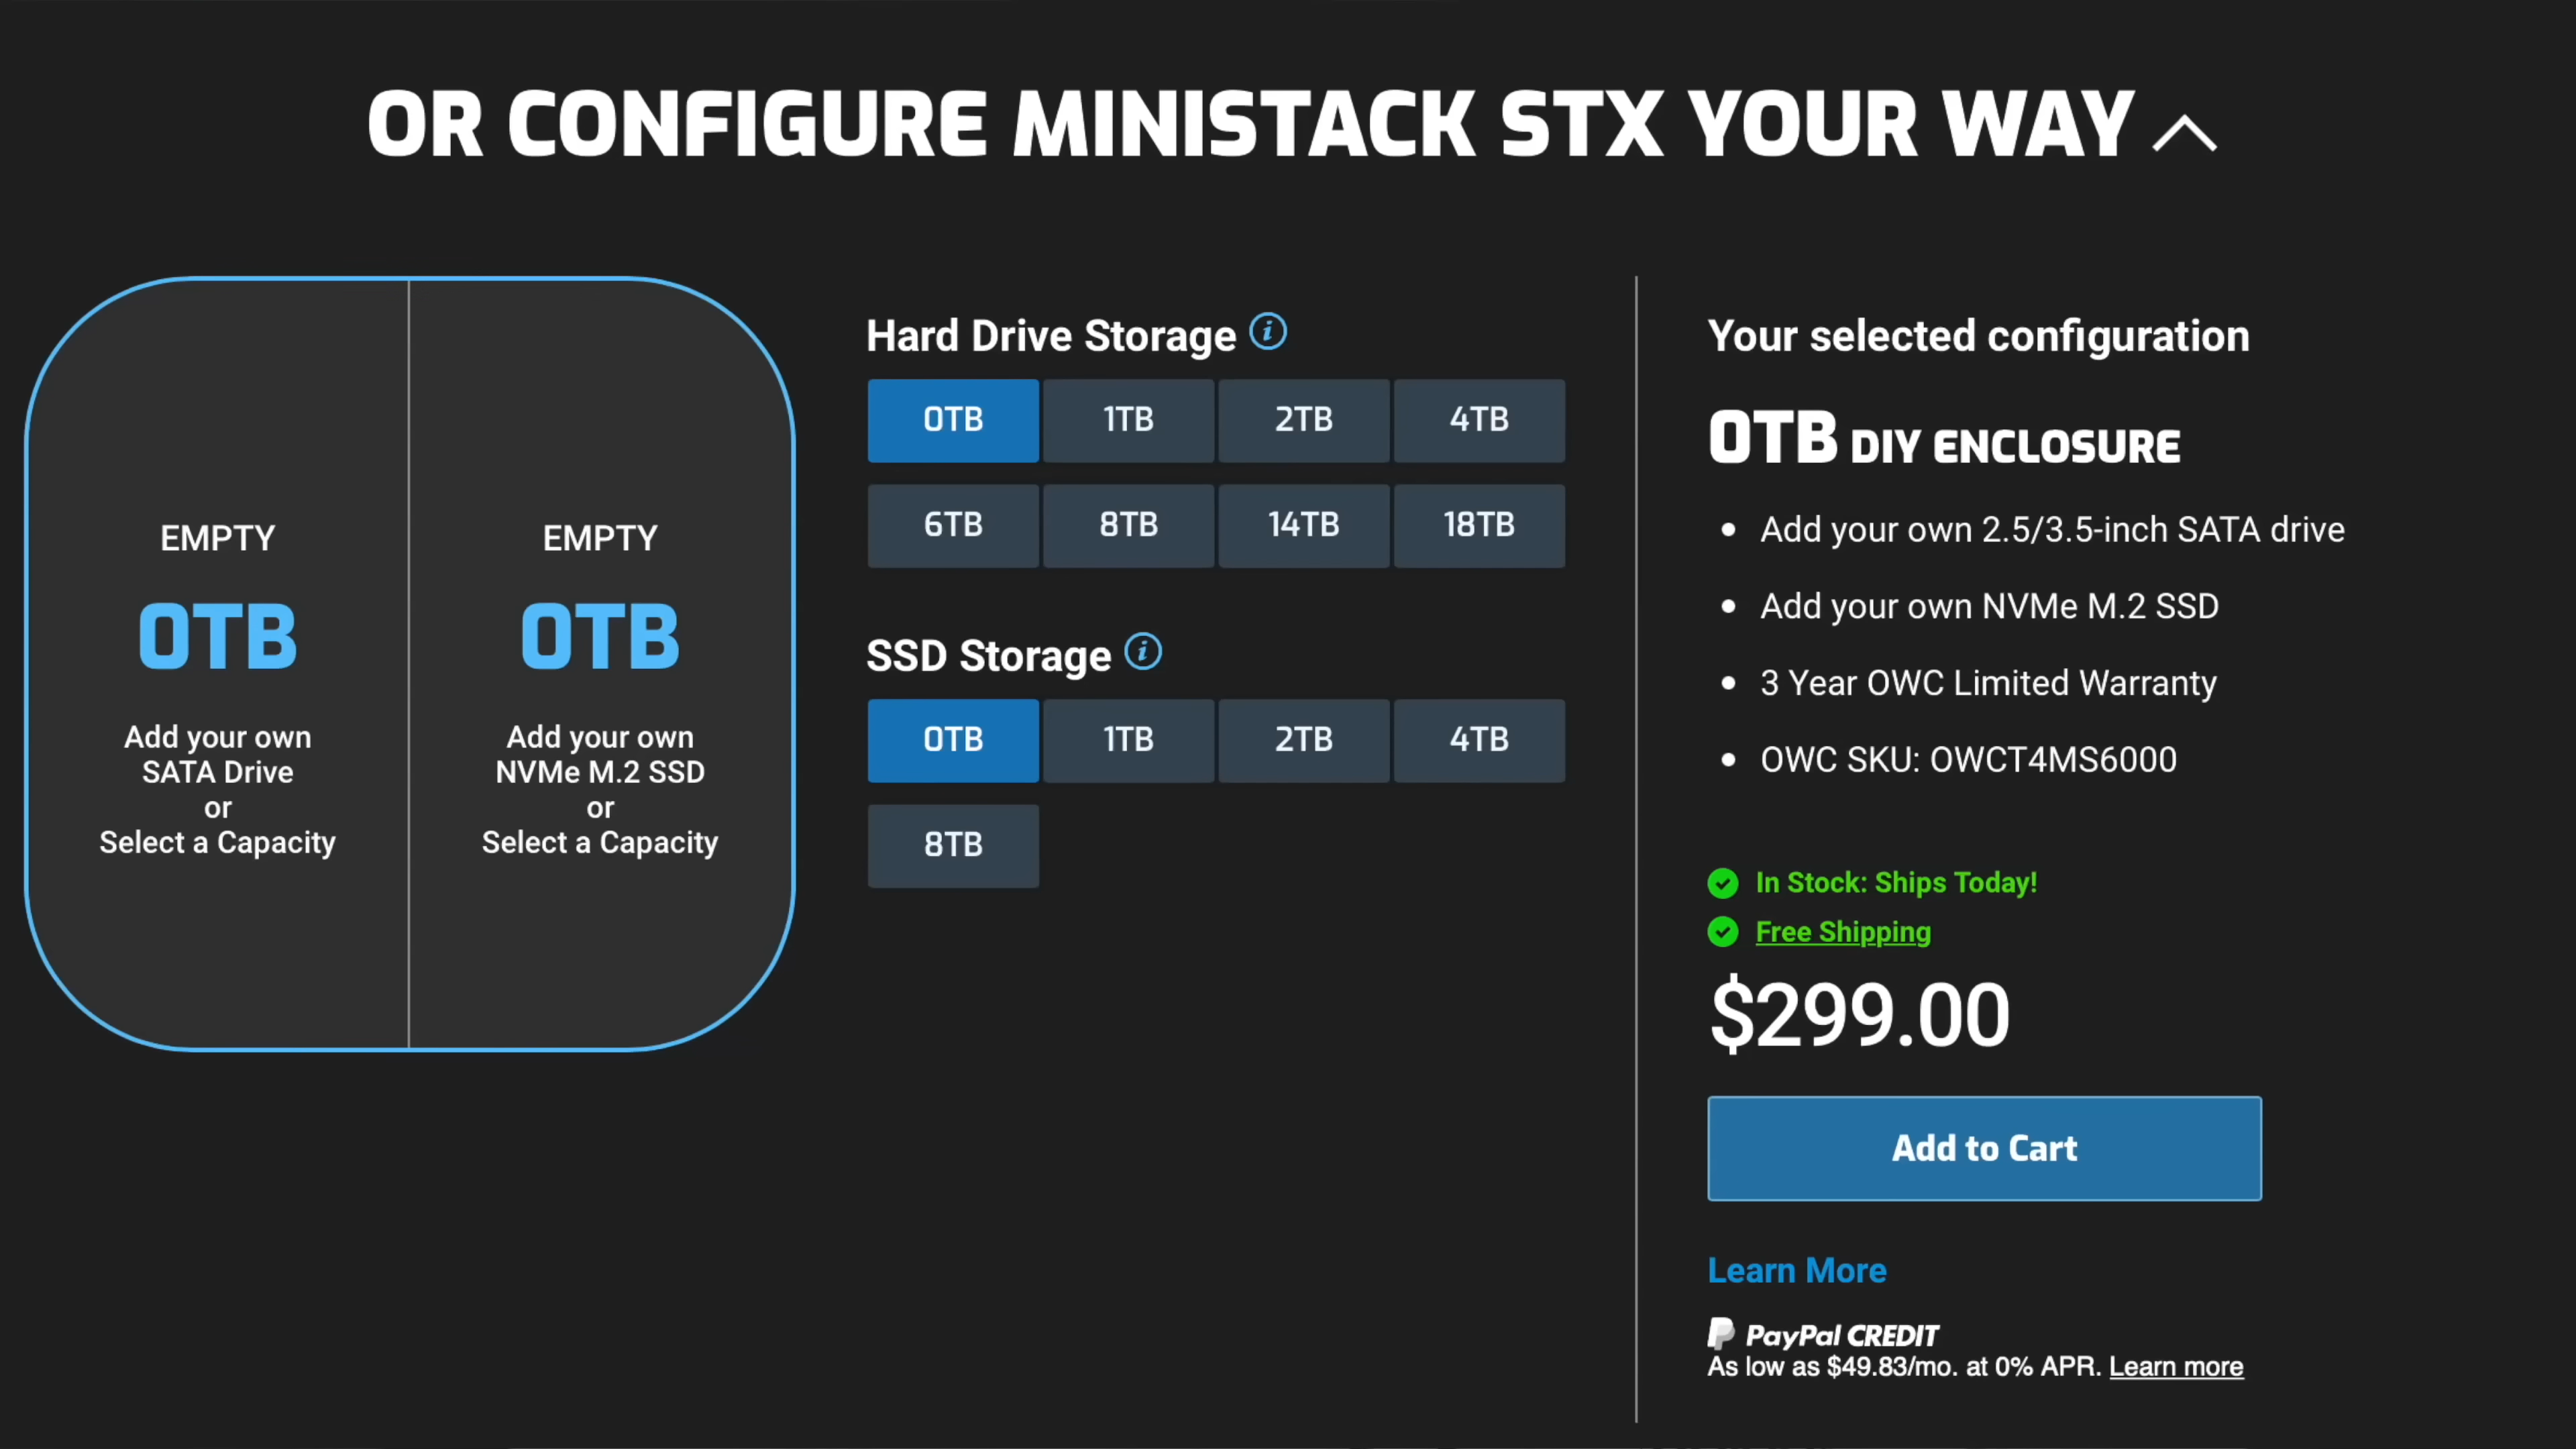 OR CONFIGURE MINISTACK STX YOUR WAY
EMPTY
0TB
Add your own
SATA Drive
or
Select a Capacity
EMPTY
0TB
Add your own
NVMe M.2 SSD
or
Select a Capacity
Hard Drive Storage i
0TB 1TB 2TB 4TB
6TB 8TB 14TB 18TB
SSD Storage i
0TB 1TB 2TB 4TB
8TB
Your selected configuration
0TB DIY ENCLOSURE
• Add your own 2.5/3.5-inch SATA drive
• Add your own NVMe M.2 SSD
• 3 Year OWC Limited Warranty
• OWC SKU: OWCT4MS6000
In Stock: Ships Today!
Free Shipping
$299.00
Add to Cart
Learn More
PayPal CREDIT
As low as $49.83/mo. at 0% APR. Learn more